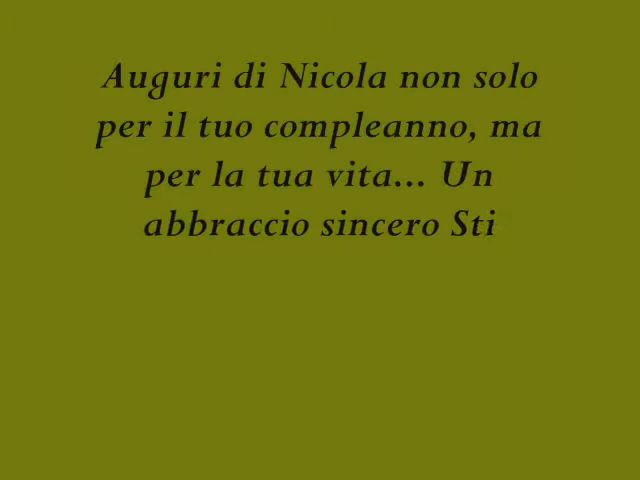 Auguri di Nicola non solo
per il tuo compleanno, ma
per la tua vita... Un
abbraccio sincero Sti